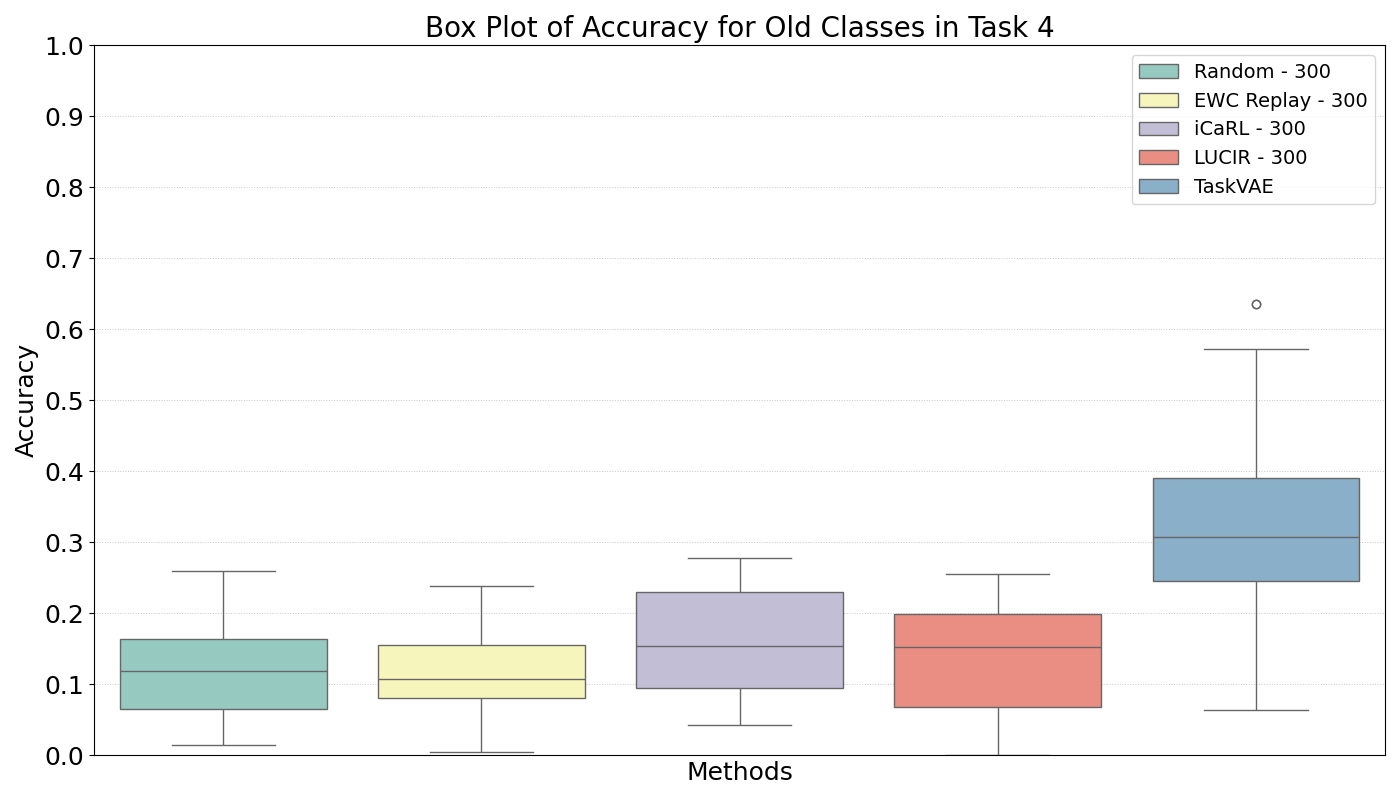 Box Plot of Accuracy for Old Classes in Task 4
1.0
0.9
0.8
0.7
0.6
0.5
0.4
0.3
0.2
0.1
0.0
Accuracy
Methods
Random - 300
EWC Replay - 300
iCaRL - 300
LUCIR - 300
TaskVAE